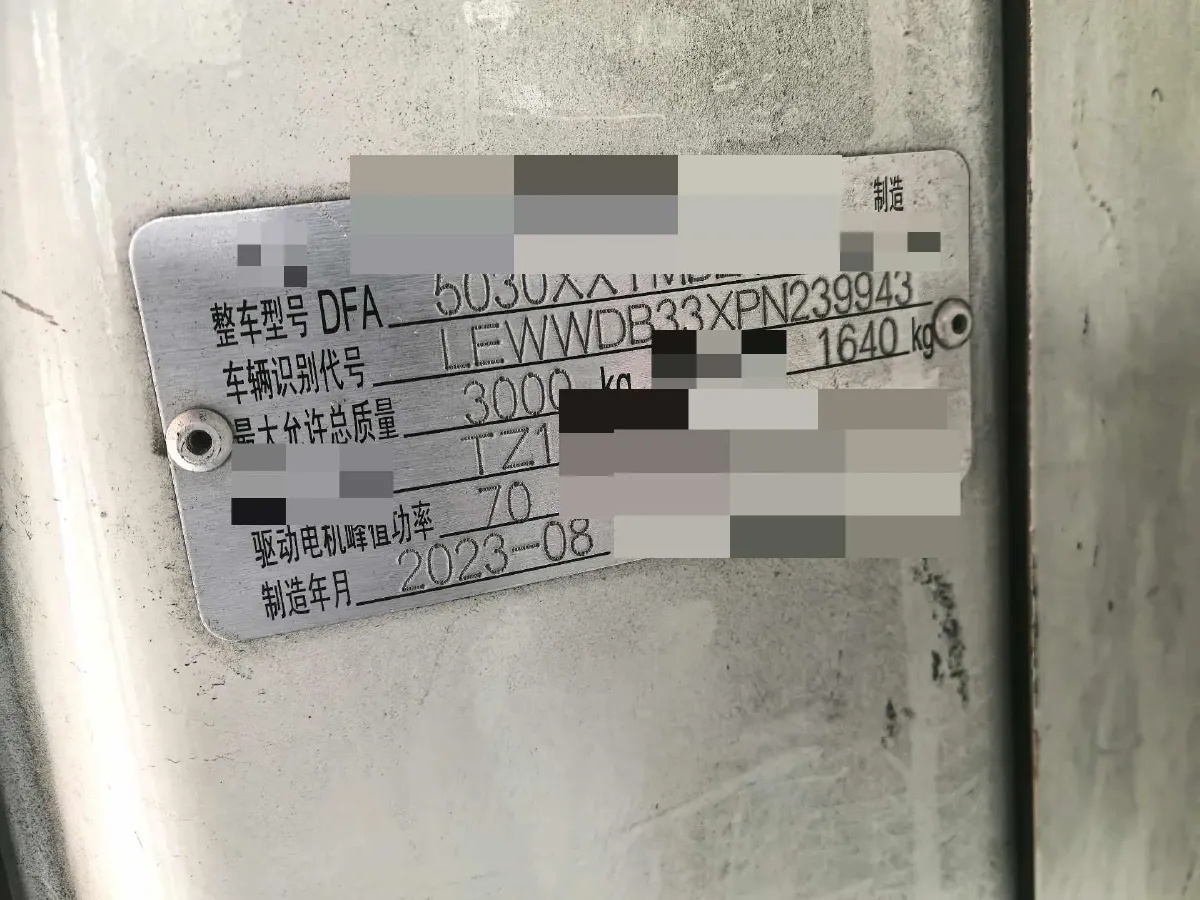 制造
整车型号 DFA 5030XXYMB
车辆识别代号 LEWWDB33XPN239943
最大允许总质量 3000 kg 1640 kg
TZ1
驱动电机峰值功率 70
制造年月 2023-08